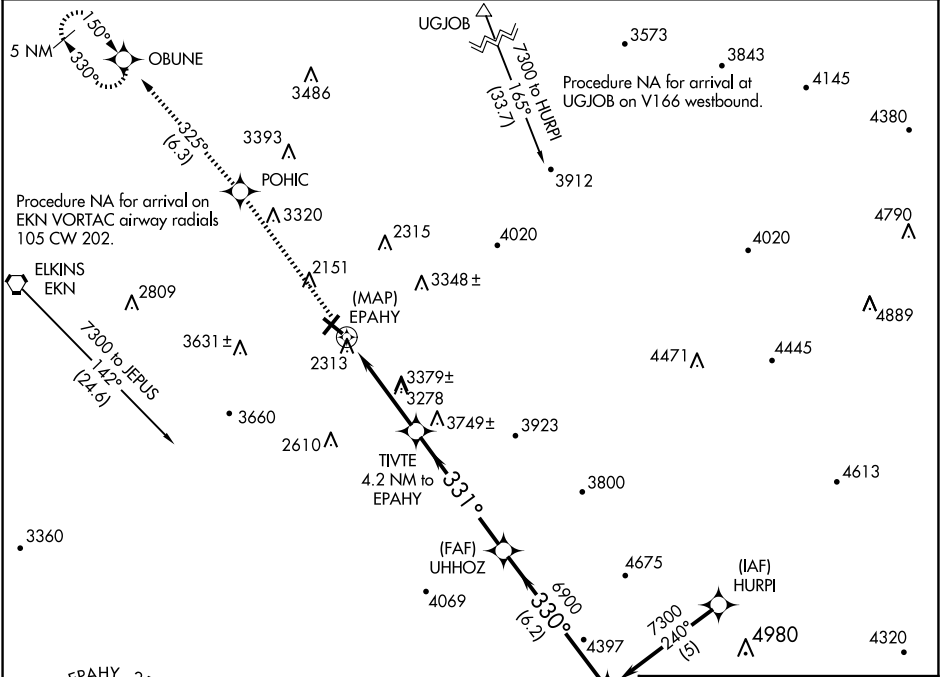 150°
5 NM
330°
OBUNE
UGJOB
3573
3843
4145
4380
7300 to HURPI
165°
(33.7)
Procedure NA for arrival at
UGJOB on V166 westbound.
3486
325°
(6.3)
3393
POHIC
3912
Procedure NA for arrival on
EKN VORTAC airway radials
105 CW 202.
3320
2315
4020
4020
4790
ELKINS
EKN
2809
2151
3348±
(MAP)
EPAHY
4889
7300 to JEPUS
142°
(24.6)
3631±
2313
4471
4445
3379±
3278
3660
3749±
3923
2610
TIVTE
4.2 NM to
EPAHY
331°
3800
4613
3360
(FAF)
UHHOZ
4675
(IAF)
HURPI
4069
6900
330°
(6.2)
4397
7300
240°
(5)
4980
4320
EPAHY